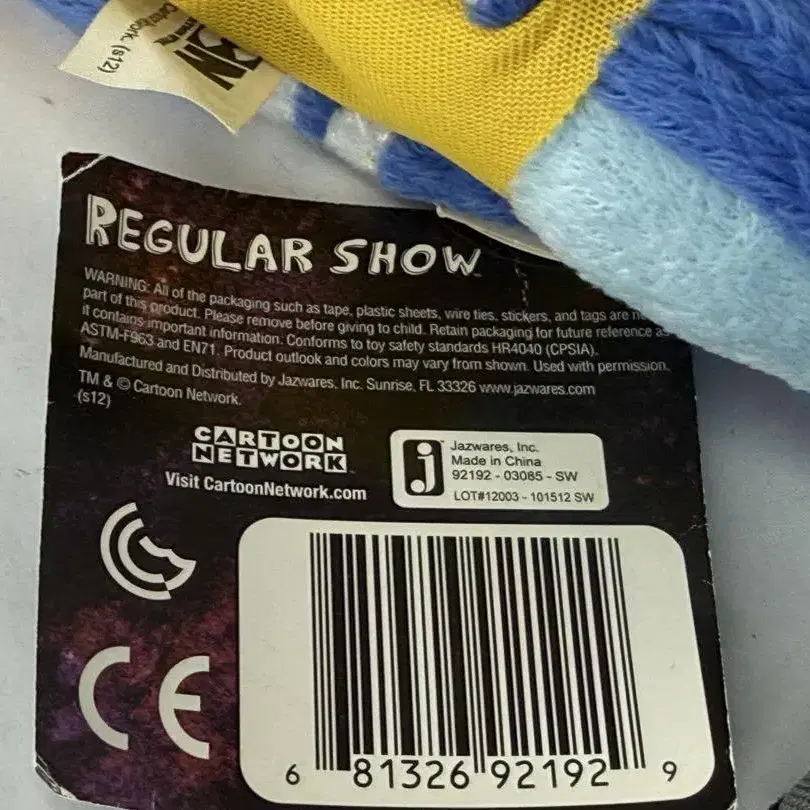 ON
twork. (s12)
REGULAR SHOW
WARNING: All of the packaging such as tape, plastic sheets, wire ties, stickers, and tags are
part of this product. Please remove before giving to child. Retain packaging for future reference as
it contains important information. Conforms to toy safety standards HR4040 (CPSIA),
ASTM-F963 and EN71. Product outlook and colors may vary from shown. Used with permission.
Manufactured and Distributed by Jazwares, Inc. Sunrise, FL 33326 www.jazwares.com
TM & © Cartoon Network.
(s12)
CARTOON
NETWORK
Visit CartoonNetwork.com
j
Jazwares, Inc.
Made in China
92192 - 03085 - SW
LOT#12003 - 101512 SW
CE
6 81326 92192 9